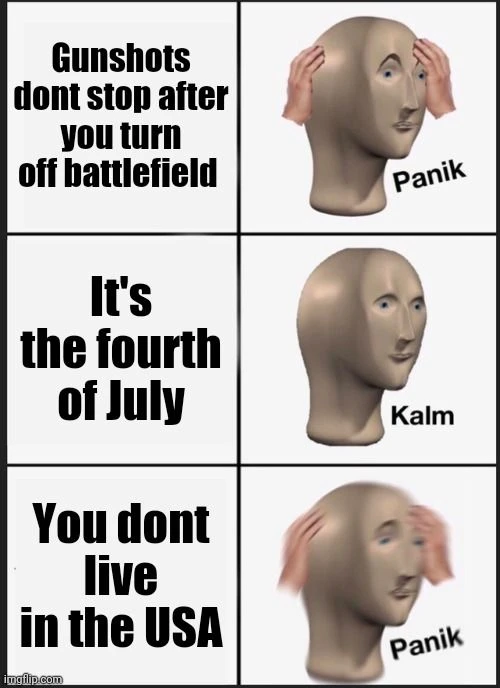 Gunshots
dont stop after
you turn
off battlefield
Panik
It's
the fourth
of July
Kalm
You dont
live
in the USA
Panik
imgflip.com